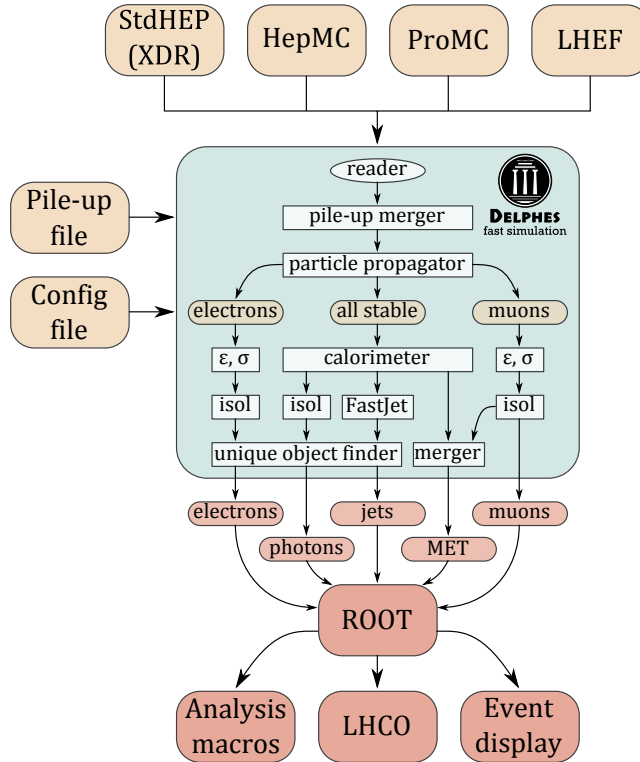 StdHEP
(XDR)
HepMC
ProMC
LHEF
reader
DELPHES
fast simulation
Pile-up
file
pile-up merger
particle propagator
Config
file
electrons
all stable
muons
ε, σ
calorimeter
ε, σ
isol
isol
FastJet
isol
unique object finder
merger
electrons
jets
muons
photons
MET
ROOT
Analysis
macros
LHCO
Event
display